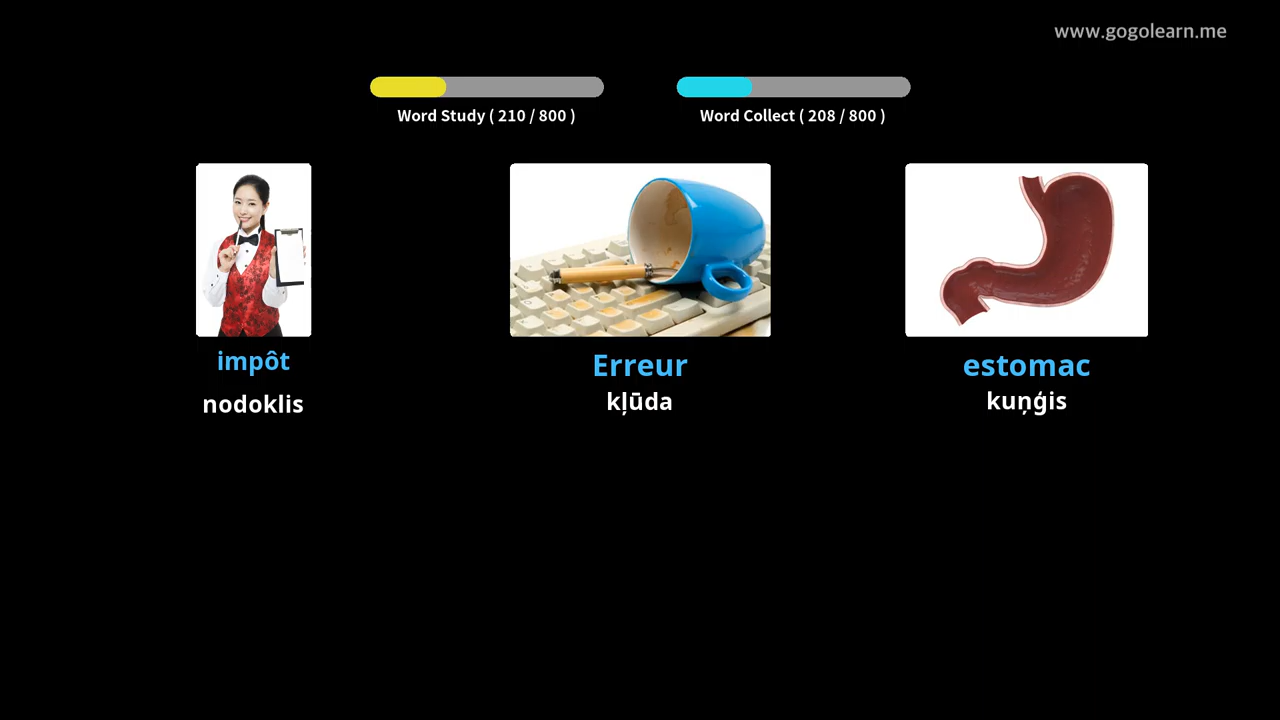 www.gogolearn.me
Word Study ( 210 / 800 )
Word Collect ( 208 / 800 )
impôt
nodoklis
Erreur
kļūda
estomac
kuņģis